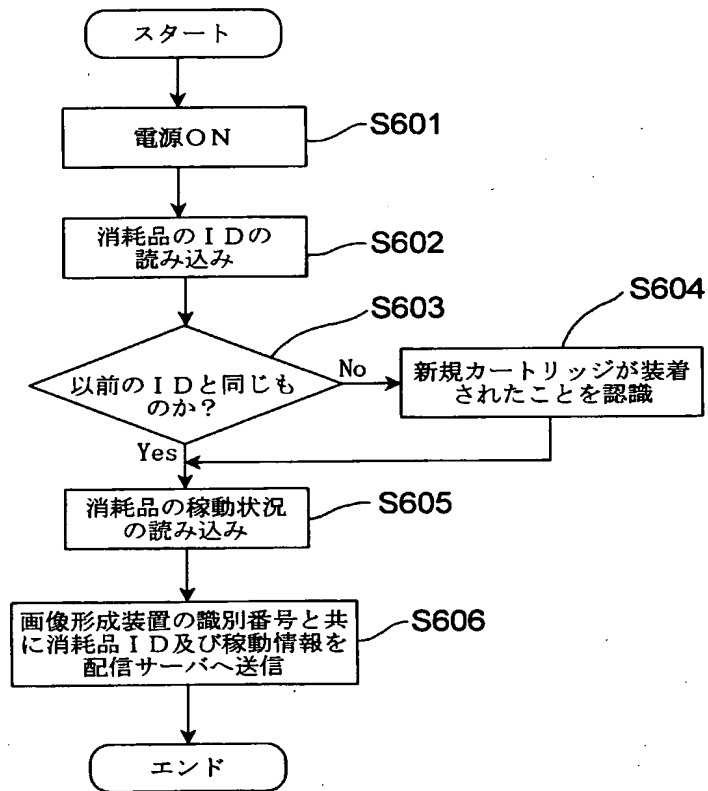 スタート
電源ON
S601
消耗品のIDの
読み込み
S602
S603
以前のIDと同じも
のか?
No
S604
新規カートリッジが装着
されたことを認識
Yes
消耗品の稼動状況
の読み込み
S605
画像形成装置の識別番号と共
に消耗品ID及び稼動情報を
配信サーバへ送信
S606
エンド